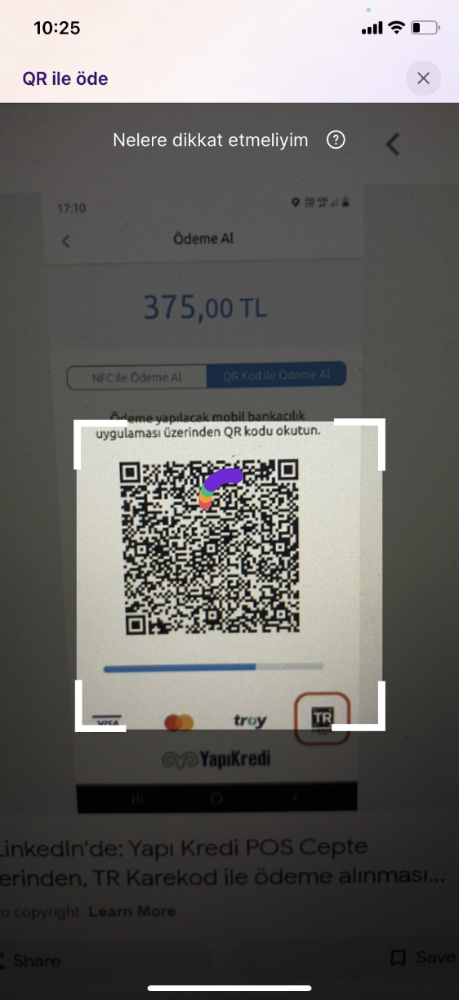 10:25
QR ile öde
Nelere dikkat etmeliyim ?
17:10
Ödeme Al
375,00 TL
NFC ile Ödeme Al
QR Kod ile Ödeme Al
Ödeme yapılacak mobil bankacılık
uygulaması üzerinden QR kodu okutun.
VISA
troy
TR
YapıKredi
LinkedIn'de: Yapı Kredi POS Cepte
erinden, TR Karekod ile ödeme alınması...
to copyright. Learn More
Share
Save